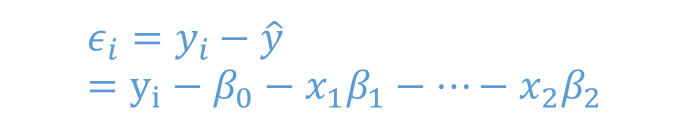 ϵᵢ = yᵢ − ŷ
= yᵢ − β₀ − x₁β₁ − ⋯ − x₂β₂